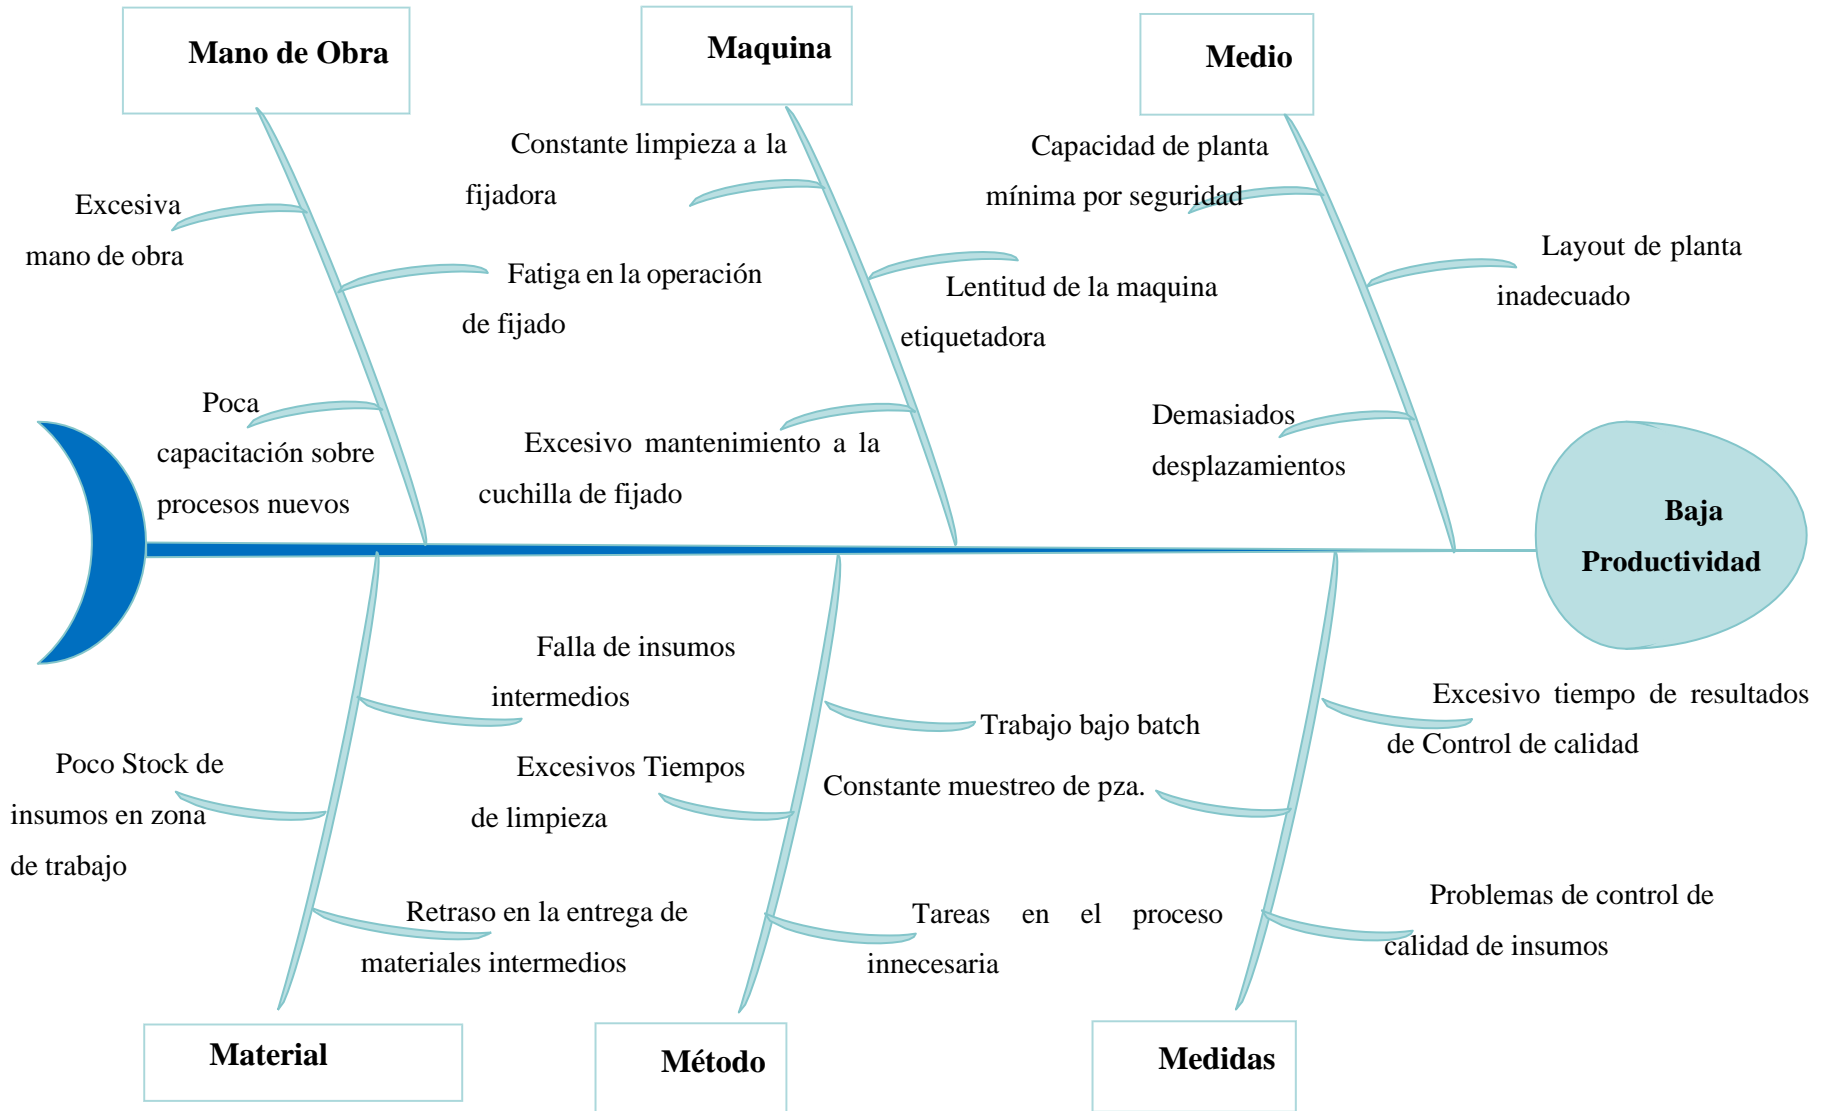 Mano de Obra
Maquina
Medio
Excesiva
mano de obra
Fatiga en la operación
de fijado
Poca
capacitación sobre
procesos nuevos
Constante limpieza a la
fijadora
Lentitud de la maquina
etiquetadora
Excesivo mantenimiento a la
cuchilla de fijado
Capacidad de planta
mínima por seguridad
Layout de planta
inadecuado
Demasiados
desplazamientos
Baja
Productividad
Falla de insumos
intermedios
Poco Stock de
insumos en zona
de trabajo
Retraso en la entrega de
materiales intermedios
Trabajo bajo batch
Excesivos Tiempos
de limpieza
Tareas en el proceso
innecesaria
Excesivo tiempo de resultados
de Control de calidad
Constante muestreo de pza.
Problemas de control de
calidad de insumos
Material
Método
Medidas